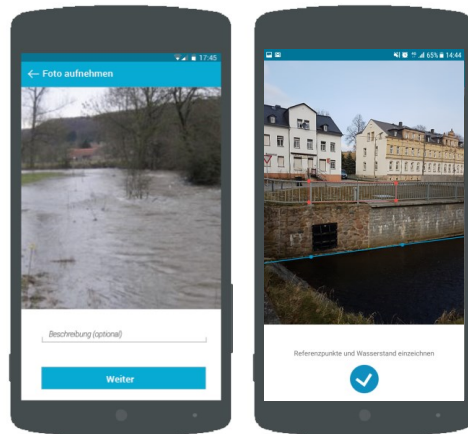 17:45
← Foto aufnehmen
Beschreibung (optional)
Weiter
65% 14:44
Referenzpunkte und Wasserstand einzeichnen